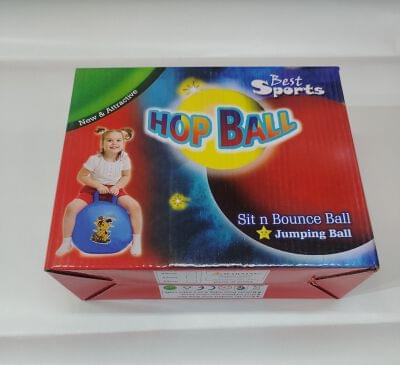 New & Attractive
Best
Sports
HOP BALL
Sit n Bounce Ball
Jumping Ball